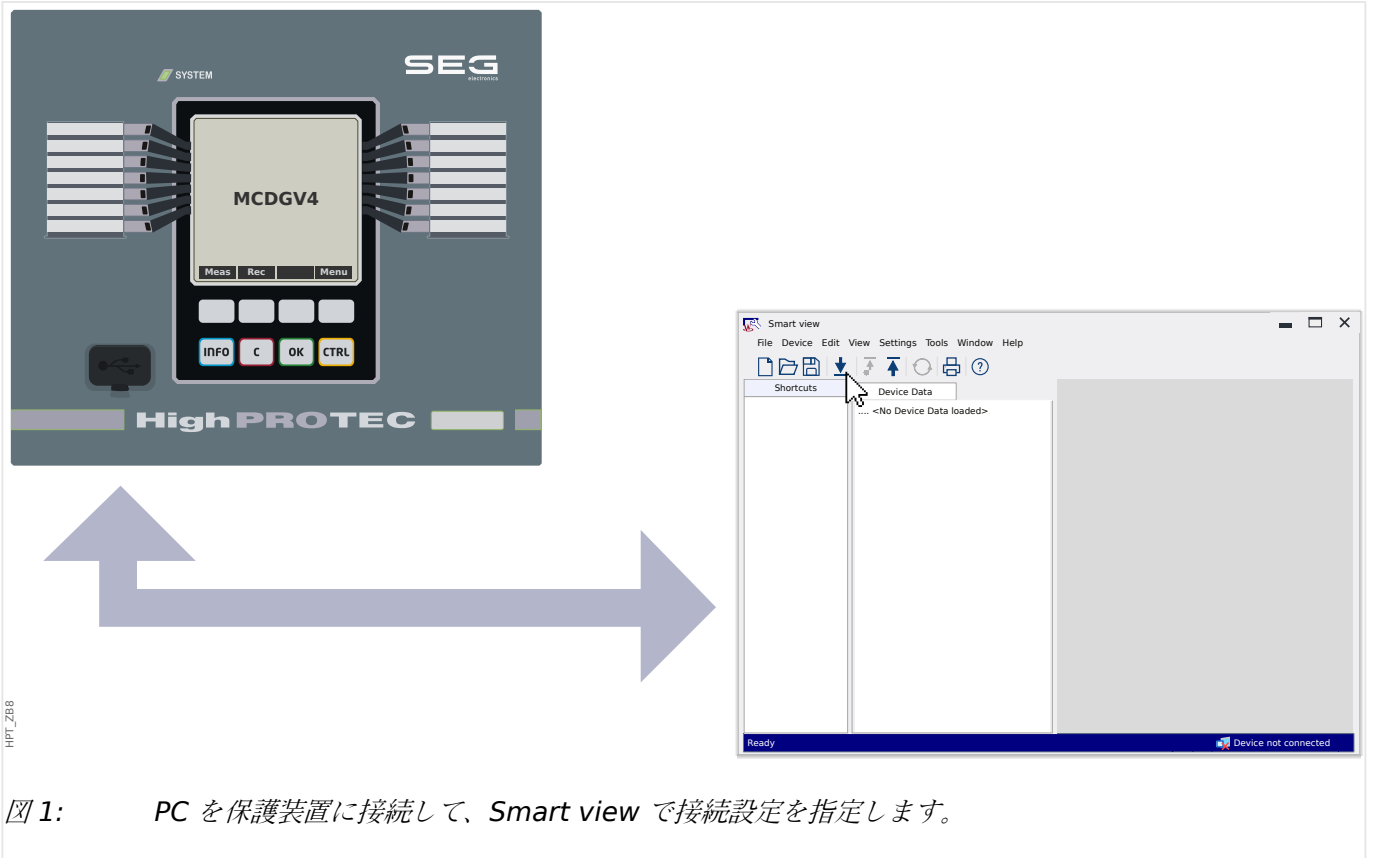 SYSTEM
SEG
electronics
MCDGV4
Meas Rec Menu
INFO C OK CTRL
HighPROTEC
Smart view
File Device Edit View Settings Tools Window Help
Shortcuts
Device Data
.... <No Device Data loaded>
Ready
Device not connected
HPT_ZB8
図 1: PC を保護装置に接続して、Smart view で接続設定を指定します。